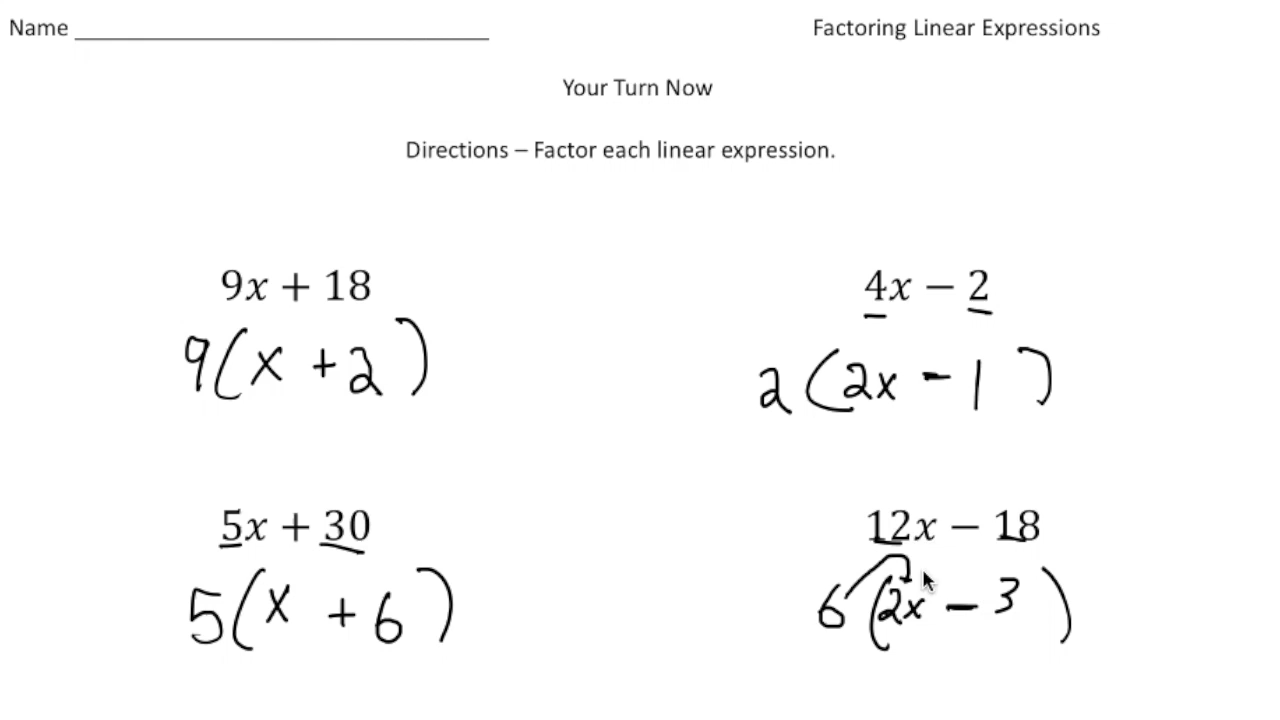 Name ______________________________ Factoring Linear Expressions
Your Turn Now
Directions – Factor each linear expression.
9x + 18 4x – 2
9(x +2) 2(2x – 1)
5x + 30 12x – 18
5(x +6) 6(2x – 3)